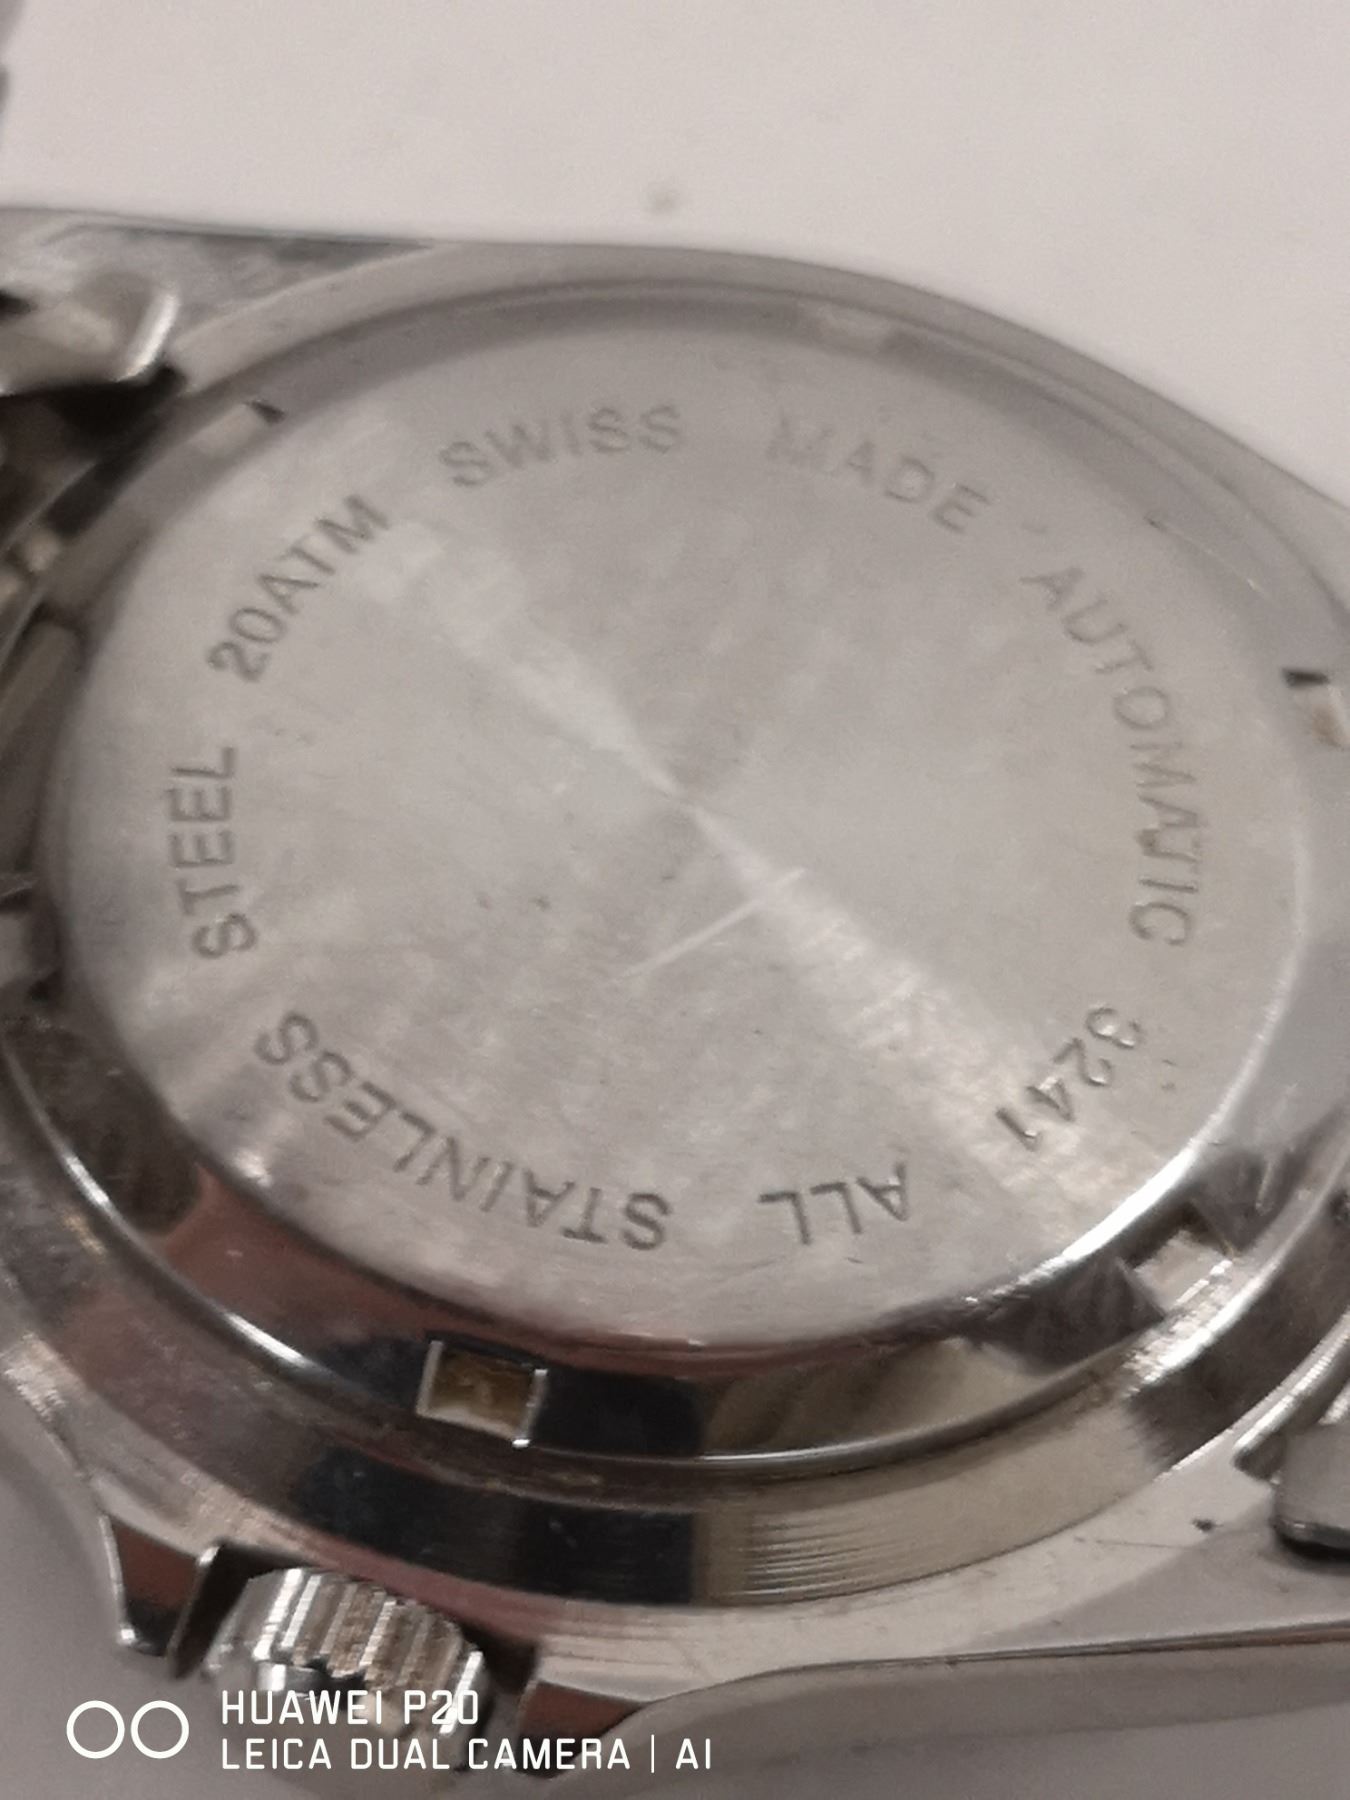 SWISS MADE AUTOMATIC 3241 ALL STAINLESS STEEL 20ATM
HUAWEI P20
LEICA DUAL CAMERA | AI